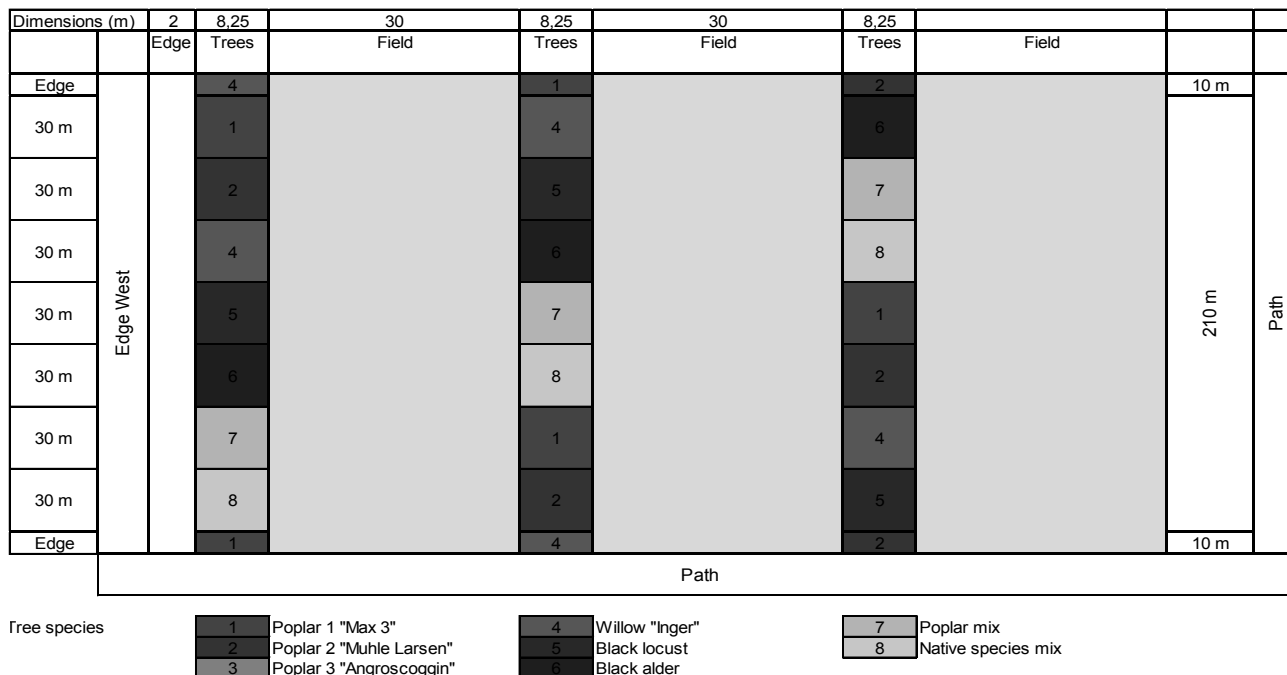 Dimensions (m) 2 8,25 30 8,25 30 8,25
Edge Trees Field Trees Field Trees Field
Edge 4 1 2 10 m
30 m 1 4 6
30 m 2 5 7
30 m 4 6 8
30 m 5 7 1
30 m 6 8 2
30 m 7 1 4
30 m 8 2 5
Edge 1 4 2 10 m
Edge West
210 m
Path
Path
Tree species 1 Poplar 1 "Max 3" 4 Willow "Inger" 7 Poplar mix
2 Poplar 2 "Muhle Larsen" 5 Black locust 8 Native species mix
3 Poplar 3 "Angroscoggin" 6 Black alder